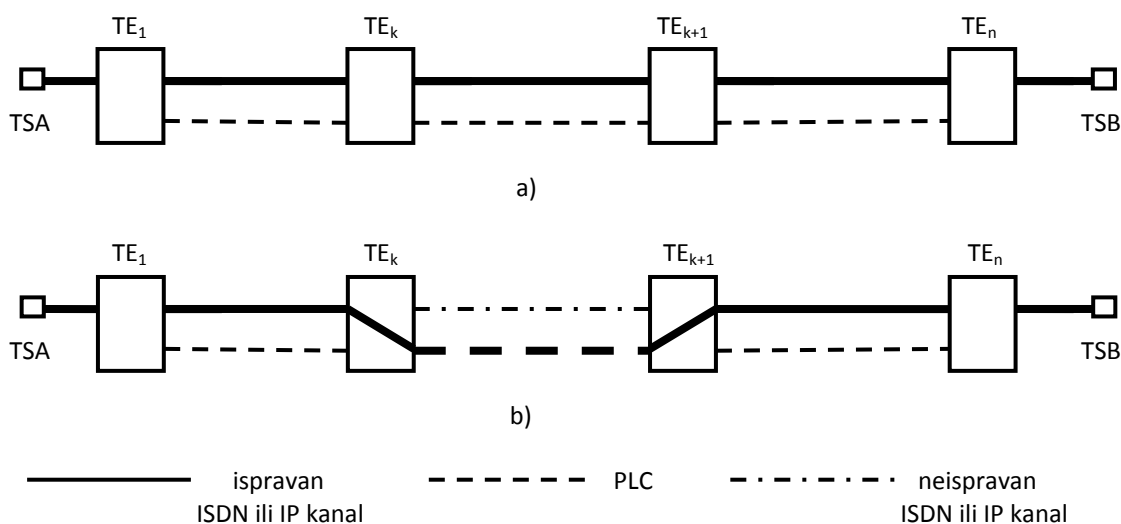 TE₁ TEₖ TEₖ₊₁ TEₙ
TSA TSB
a)
TE₁ TEₖ TEₖ₊₁ TEₙ
TSA TSB
b)
ispravan PLC neispravan
ISDN ili IP kanal ISDN ili IP kanal